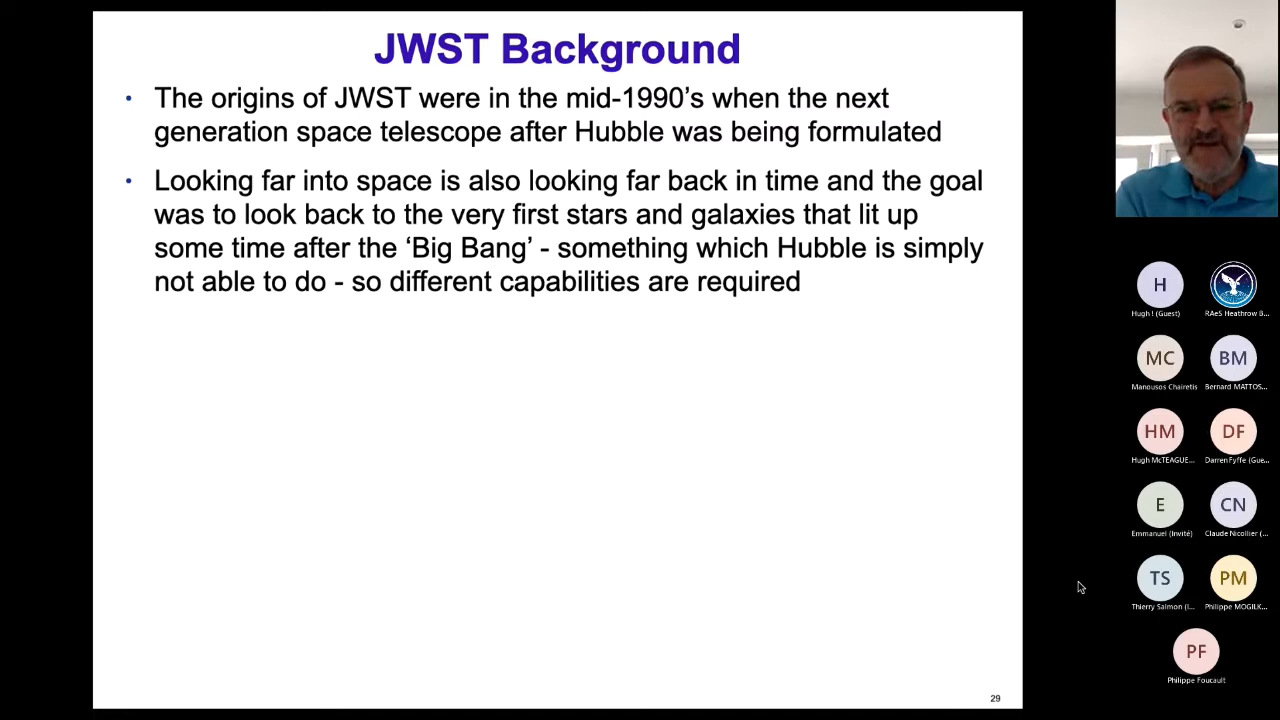 JWST Background
• The origins of JWST were in the mid-1990's when the next
generation space telescope after Hubble was being formulated
• Looking far into space is also looking far back in time and the goal
was to look back to the very first stars and galaxies that lit up
some time after the ‘Big Bang’ - something which Hubble is simply
not able to do - so different capabilities are required
29
H
Hugh ! (Guest)
RAeS Heathrow B...
MC
Manousos Chairetis
BM
Bernard MATTOS...
HM
Hugh McTEAGUE...
DF
Darren Fyffe (Gue...
E
Emmanuel (Invité)
CN
Claude Nicollier (...
TS
Thierry Salmon (I...
PM
Philippe MOGILK...
PF
Philippe Foucault